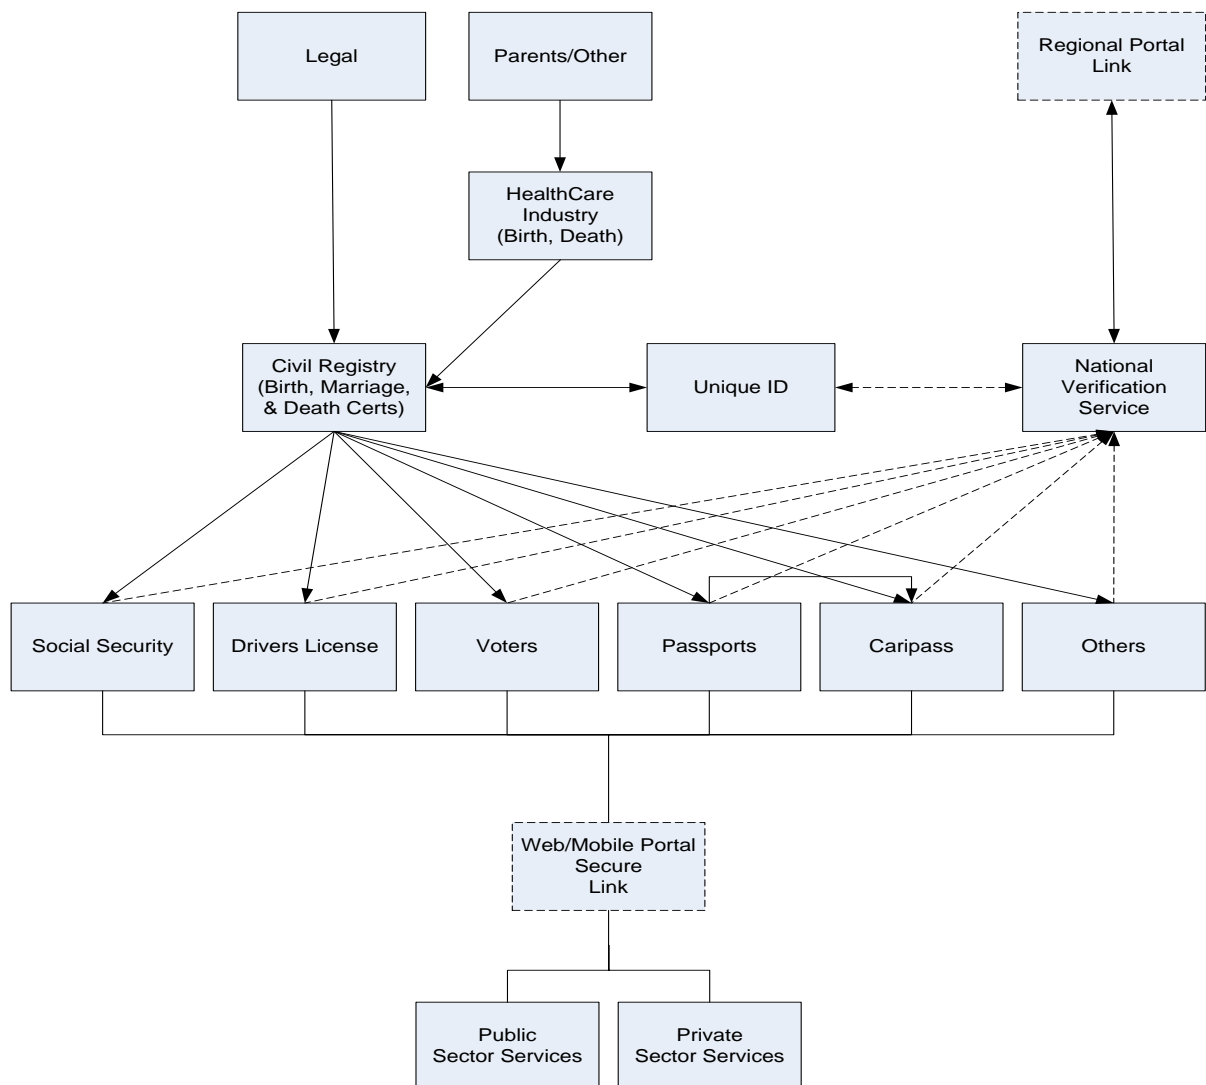 Legal
Parents/Other
Regional Portal
Link
HealthCare
Industry
(Birth, Death)
Civil Registry
(Birth, Marriage,
& Death Certs)
Unique ID
National
Verification
Service
Social Security
Drivers License
Voters
Passports
Caripass
Others
Web/Mobile Portal
Secure
Link
Public
Sector Services
Private
Sector Services